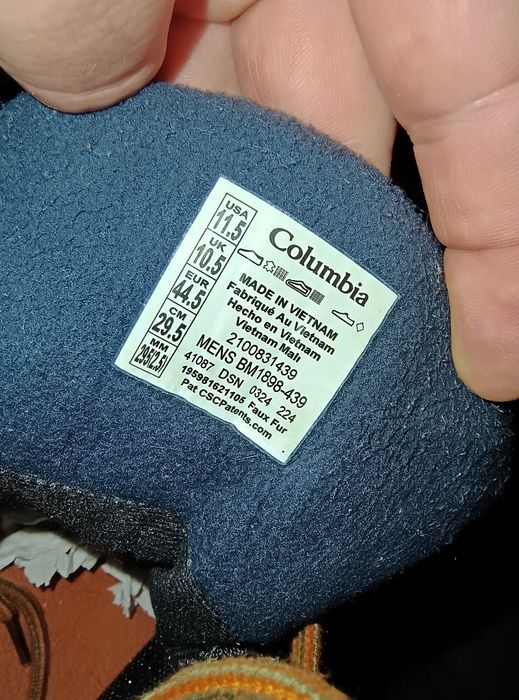 USA
11.5
UK
10.5
EUR
44.5
CM
29.5
MM
295(2.5)
Columbia
MADE IN VIETNAM
Fabriqué Au Vietnam
Hecho en Vietnam
Vietnam Malı
2100831439
MENS BM1898-439
41087 DSN 0324 224
195981621105 Faux Fur
Pat CSCPatents.com